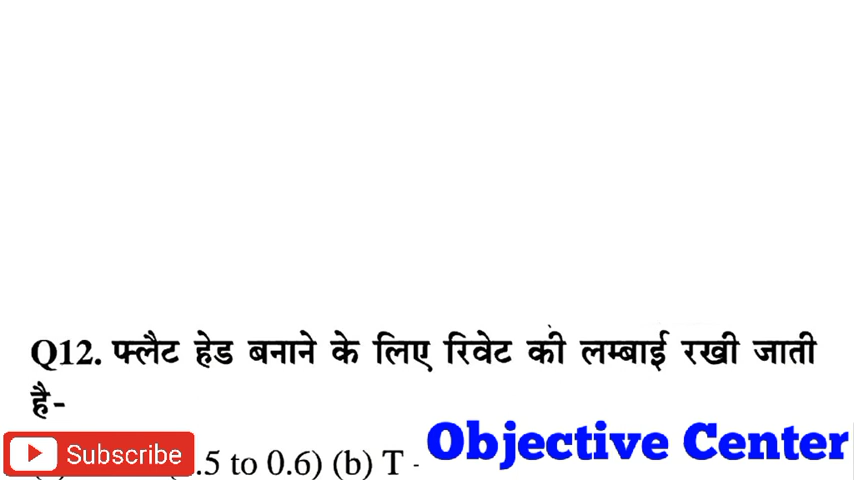 Q12. फ्लैट हेड बनाने के लिए रिवेट की लम्बाई रखी जाती
है-
Subscribe
Objective Center
.5 to 0.6) (b) T -